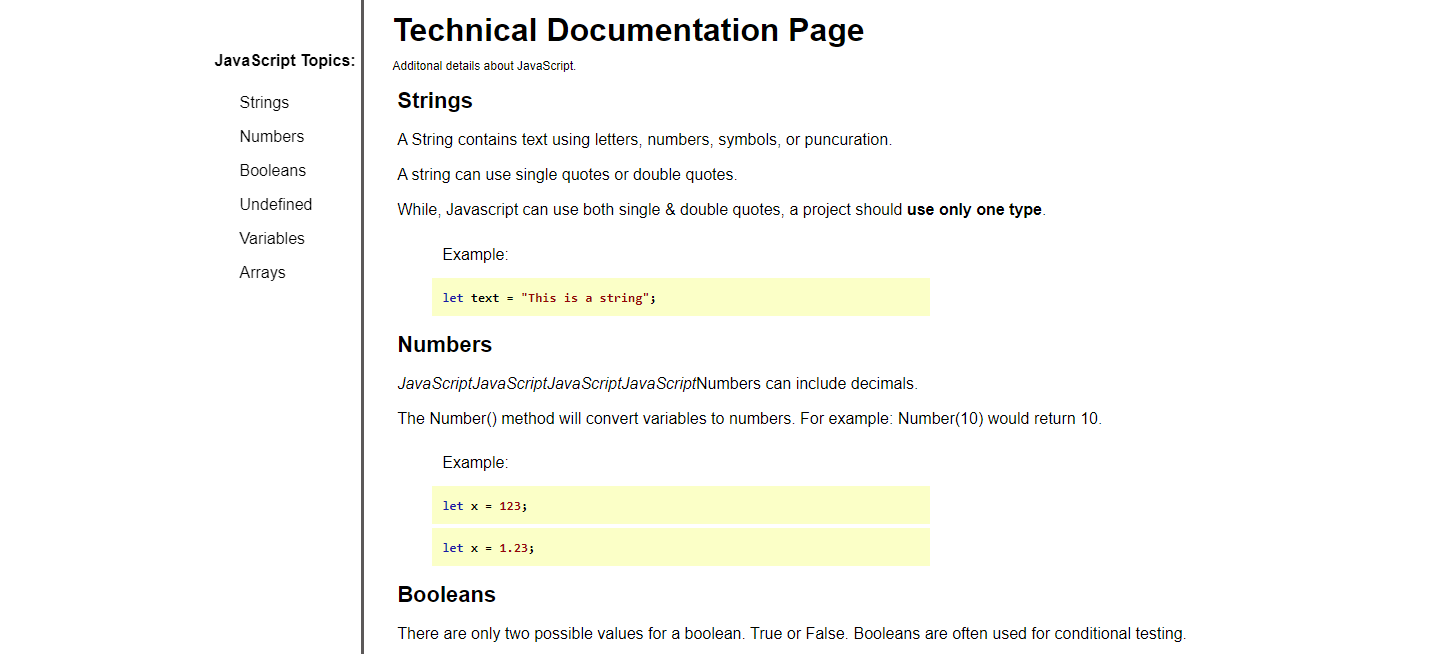 JavaScript Topics:
Strings
Numbers
Booleans
Undefined
Variables
Arrays
Technical Documentation Page
Additonal details about JavaScript.
Strings
A String contains text using letters, numbers, symbols, or puncuration.
A string can use single quotes or double quotes.
While, Javascript can use both single & double quotes, a project should use only one type.
Example:
let text = "This is a string";
Numbers
JavaScriptJavaScriptJavaScriptJavaScriptNumbers can include decimals.
The Number() method will convert variables to numbers. For example: Number(10) would return 10.
Example:
let x = 123;
let x = 1.23;
Booleans
There are only two possible values for a boolean. True or False. Booleans are often used for conditional testing.